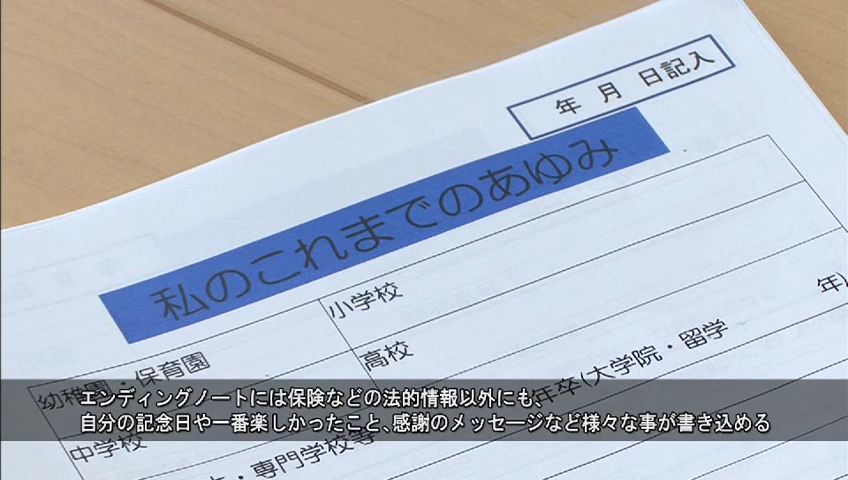 年 月 日記入
私のこれまでのあゆみ
小学校
年)
幼稚園・保育園
高校
年卒(大学院・留学
中学校
・専門学校等
エンディングノートには保険などの法的情報以外にも、
自分の記念日や一番楽しかったこと、感謝のメッセージなど様々な事が書き込める